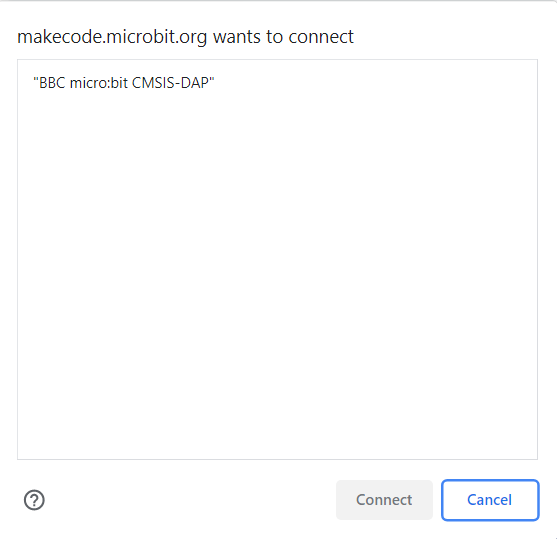 makecode.microbit.org wants to connect
"BBC micro:bit CMSIS-DAP"
Connect
Cancel